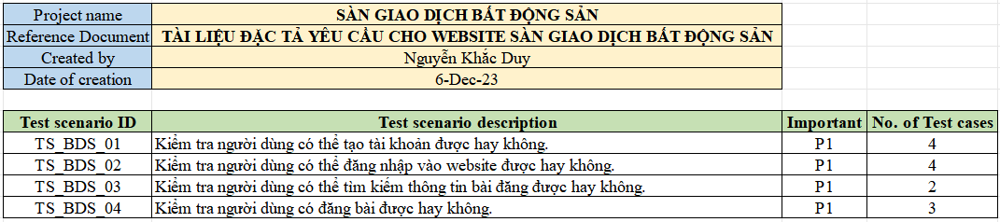 Project name SÀN GIAO DỊCH BẤT ĐỘNG SẢN
Reference Document TÀI LIỆU ĐẶC TẢ YÊU CẦU CHO WEBSITE SÀN GIAO DỊCH BẤT ĐỘNG SẢN
Created by Nguyễn Khắc Duy
Date of creation 6-Dec-23
Test scenario ID Test scenario description Important No. of Test cases
TS_BDS_01 Kiểm tra người dùng có thể tạo tài khoản được hay không. P1 4
TS_BDS_02 Kiểm tra người dùng có thể đăng nhập vào website được hay không. P1 4
TS_BDS_03 Kiểm tra người dùng có thể tìm kiếm thông tin bài đăng được hay không. P1 2
TS_BDS_04 Kiểm tra người dùng có đăng bài được hay không. P1 3